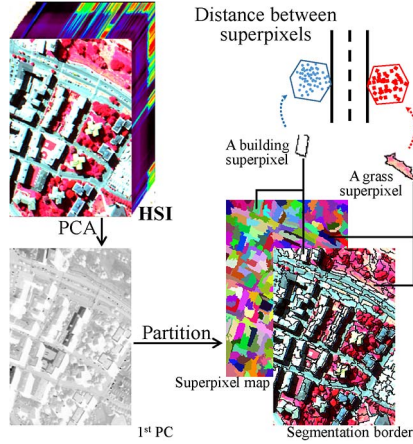 Distance between
superpixels
A building
superpixel
A grass
superpixel
HSI
PCA
Partition
Superpixel map
1st PC
Segmentation border